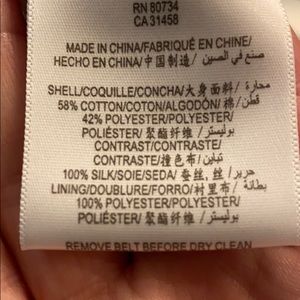 RN 80734
CA 31458
MADE IN CHINA/FABRIQUÉ EN CHINE/
HECHO EN CHINA/中国制造/ صنع في الصين
SHELL/COQUILLE/CONCHA/大身面料/ محارة
58% COTTON/COTON/ALGODÓN/棉/ قطن
42% POLYESTER/POLYESTER/
POLIÉSTER/聚酯纤维/ بوليستر
CONTRAST/CONTRASTE/
CONTRASTE/撞色布/ تباين
100% SILK/SOIE/SEDA/蚕丝, 丝/ حرير
LINING/DOUBLURE/FORRO/衬里布/ بطانة
100% POLYESTER/POLYESTER/
POLIÉSTER/聚酯纤维/ بوليستر
REMOVE BELT BEFORE DRY CLEAN